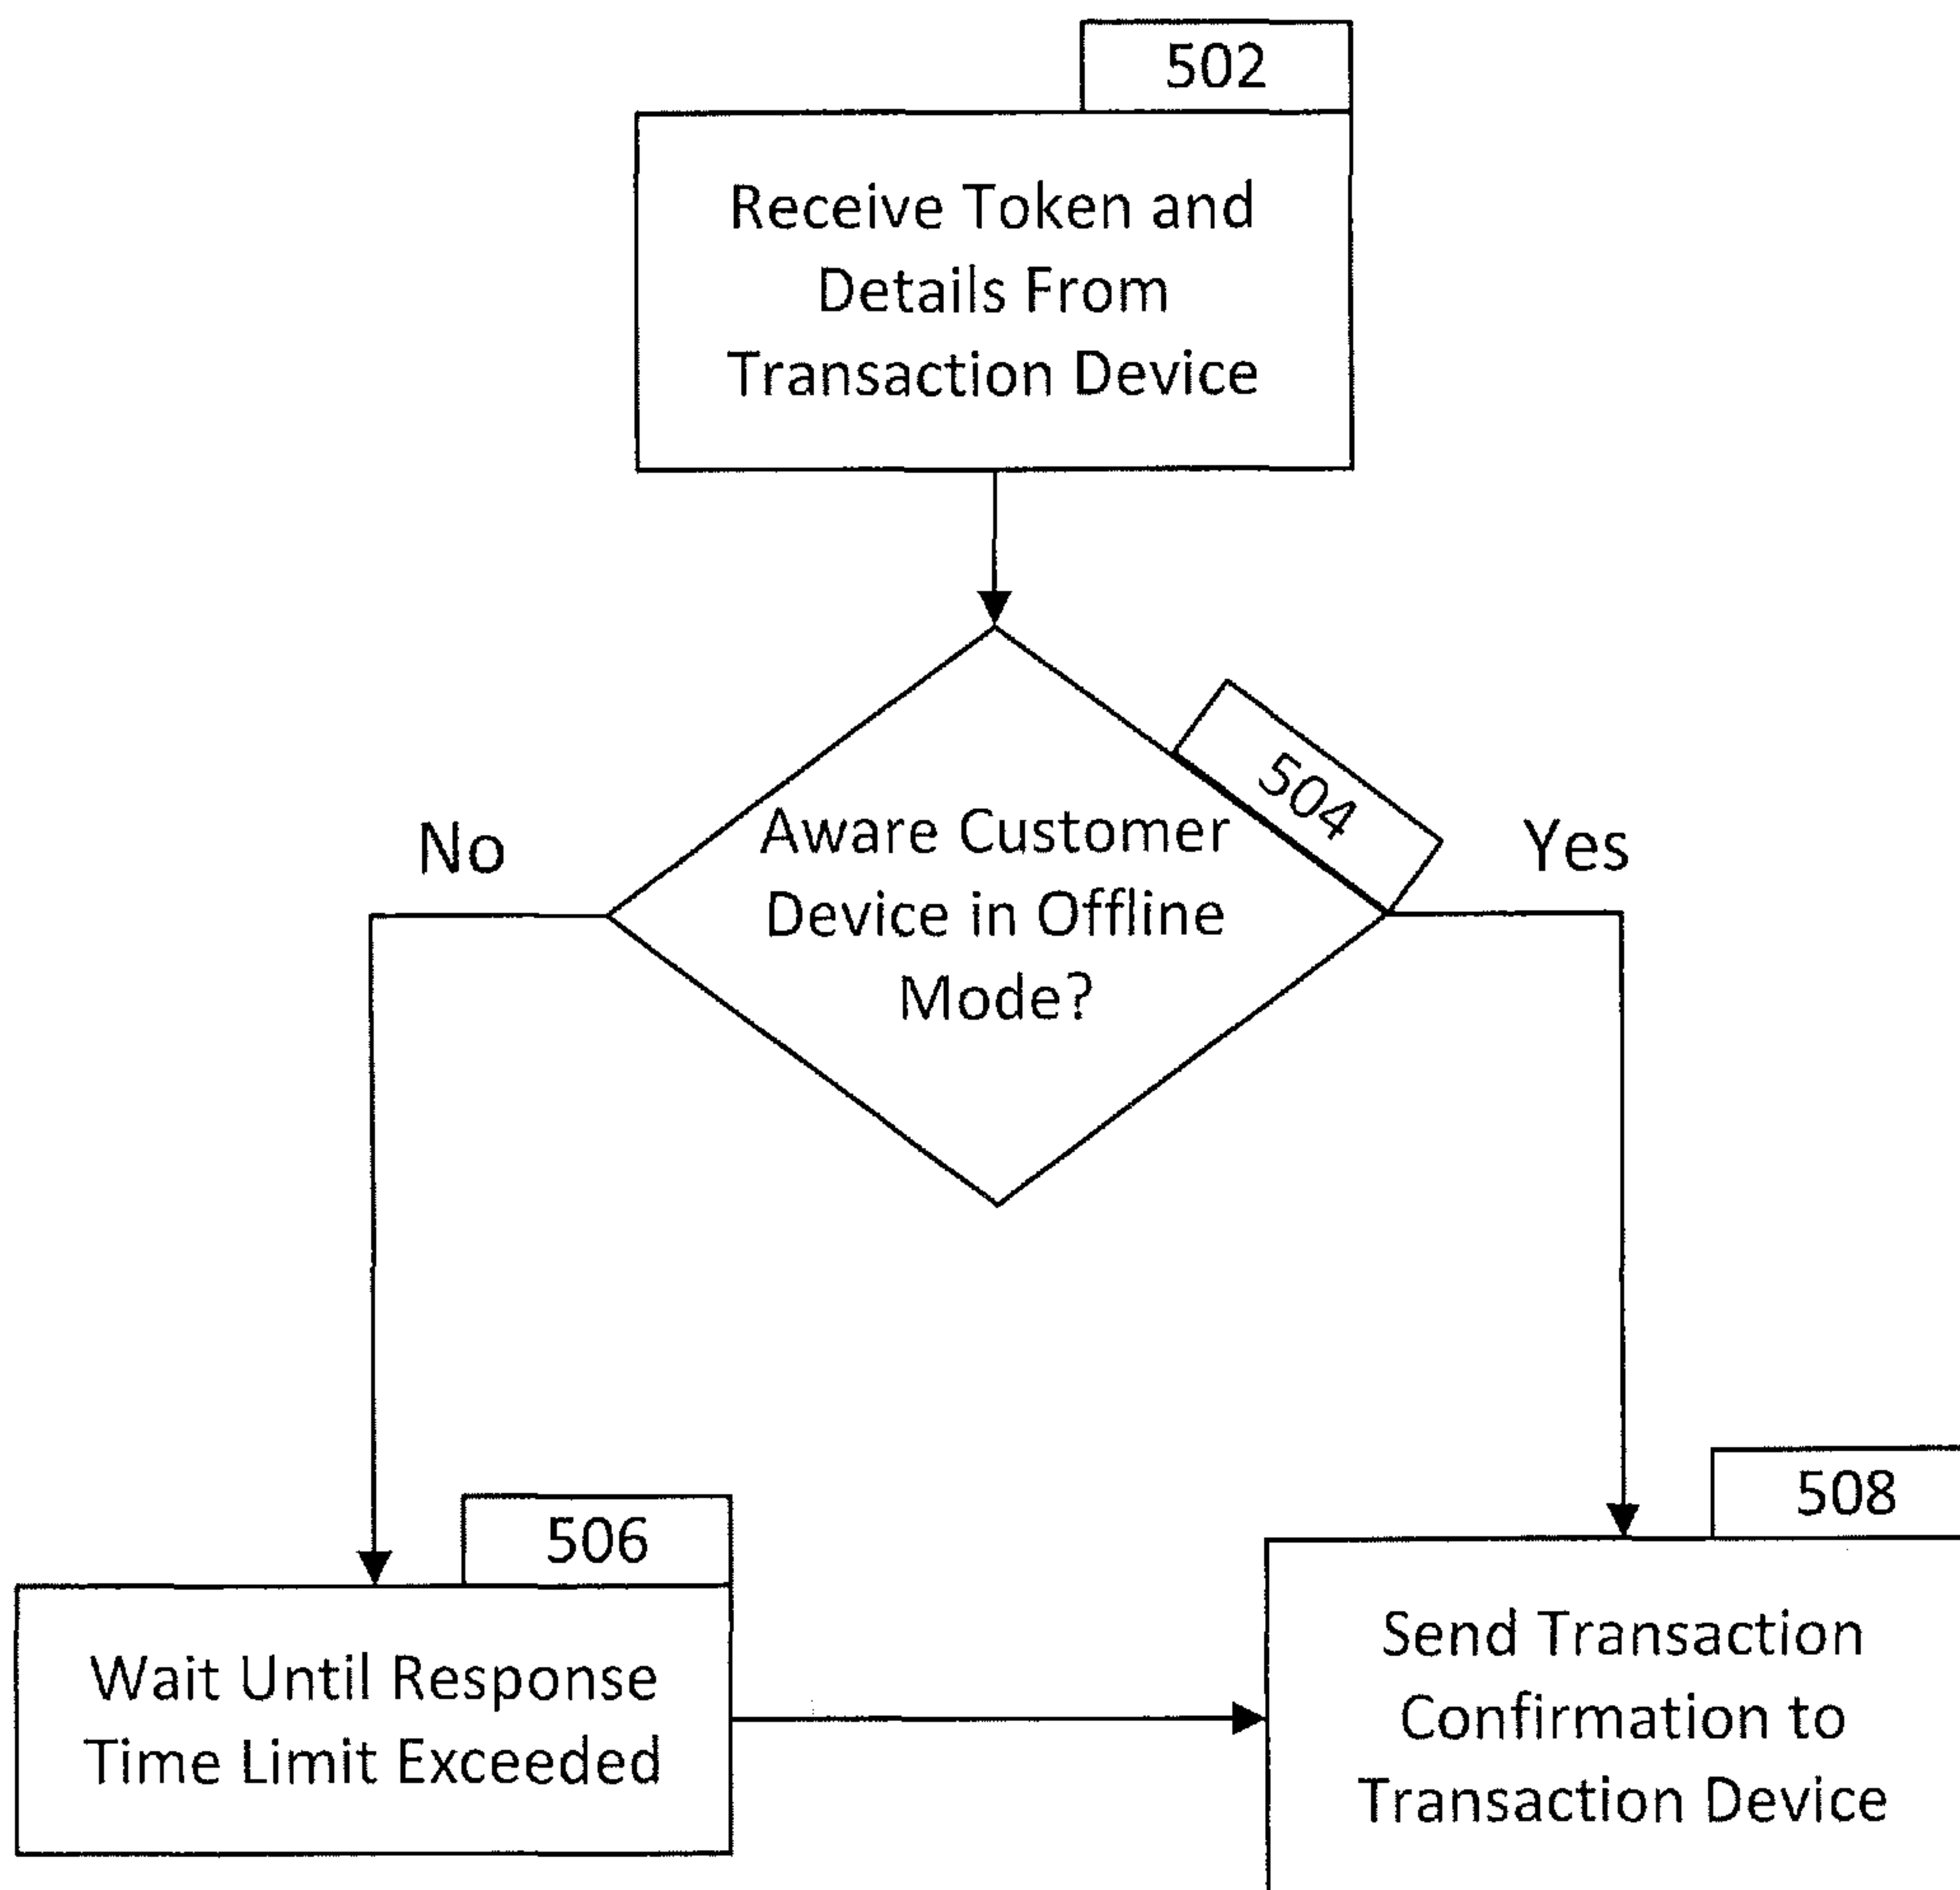 502
Receive Token and
Details From
Transaction Device
504
Aware Customer
Device in Offline
Mode?
No
Yes
506
Wait Until Response
Time Limit Exceeded
508
Send Transaction
Confirmation to
Transaction Device